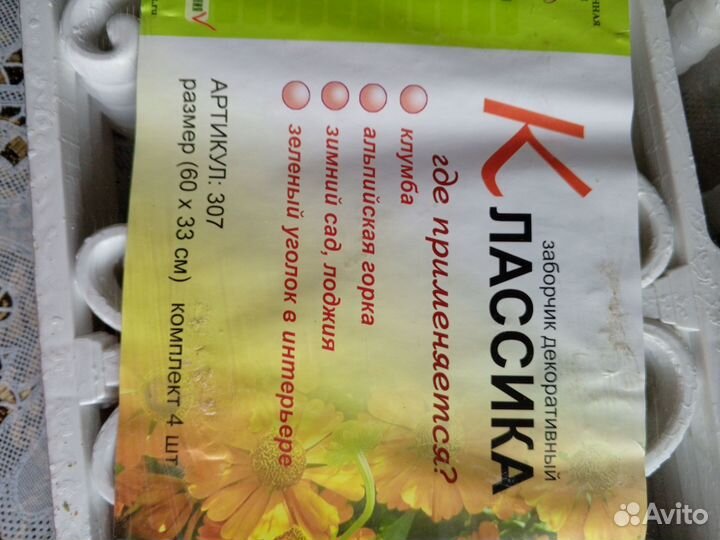 заборчик декоративный
КЛАССИКА
где применяется?
клумба
альпийская горка
зимний сад, лоджия
зеленый уголок в интерьере
АРТИКУЛ: 307
размер (60 x 33 см) комплект 4 шт
Avito